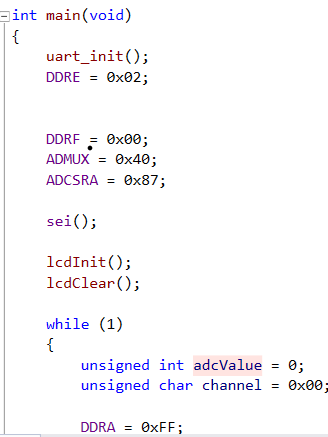 int main(void)
{
    uart_init();
    DDRE = 0x02;
    DDRF = 0x00;
    ADMUX = 0x40;
    ADCSRA = 0x87;
    sei();
    lcdInit();
    lcdClear();
    while (1)
    {
        unsigned int adcValue = 0;
        unsigned char channel = 0x00;
        DDRA = 0xFF;